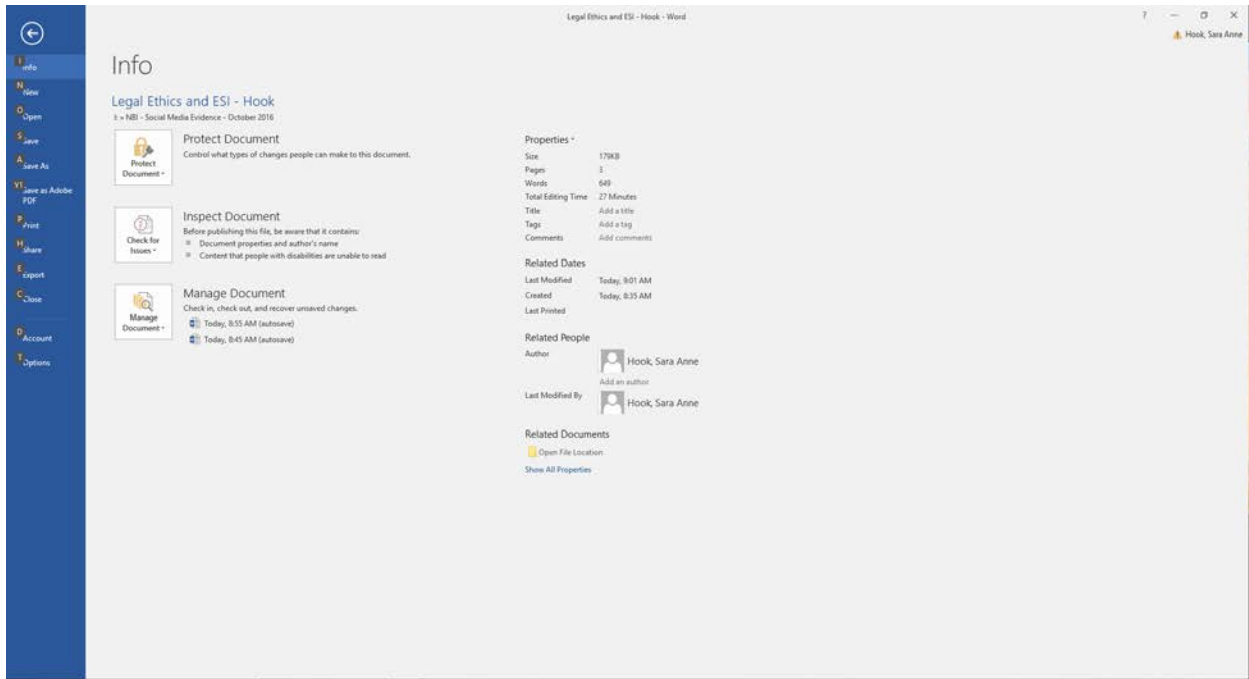 Legal Ethics and ESI - Hook - Word
?
Hook, Sara Anne
I
Info
N
New
O
Open
S
Save
A
Save As
Y1
Save as Adobe
PDF
P
Print
H
Share
E
Export
C
Close
D
Account
T
Options
Info
Legal Ethics and ESI - Hook
» NBI - Social Media Evidence - October 2016
Protect
Document
Protect Document
Control what types of changes people can make to this document.
Check for
Issues
Inspect Document
Before publishing this file, be aware that it contains:
Document properties and author's name
Content that people with disabilities are unable to read
Manage
Document
Manage Document
Check in, check out, and recover unsaved changes.
Today, 8:55 AM (autosave)
Today, 8:45 AM (autosave)
Properties
Size 179KB
Pages 3
Words 649
Total Editing Time 27 Minutes
Title Add a title
Tags Add a tag
Comments Add comments
Related Dates
Last Modified Today, 9:01 AM
Created Today, 8:35 AM
Last Printed
Related People
Author Hook, Sara Anne
Add an author
Last Modified By Hook, Sara Anne
Related Documents
Open File Location
Show All Properties